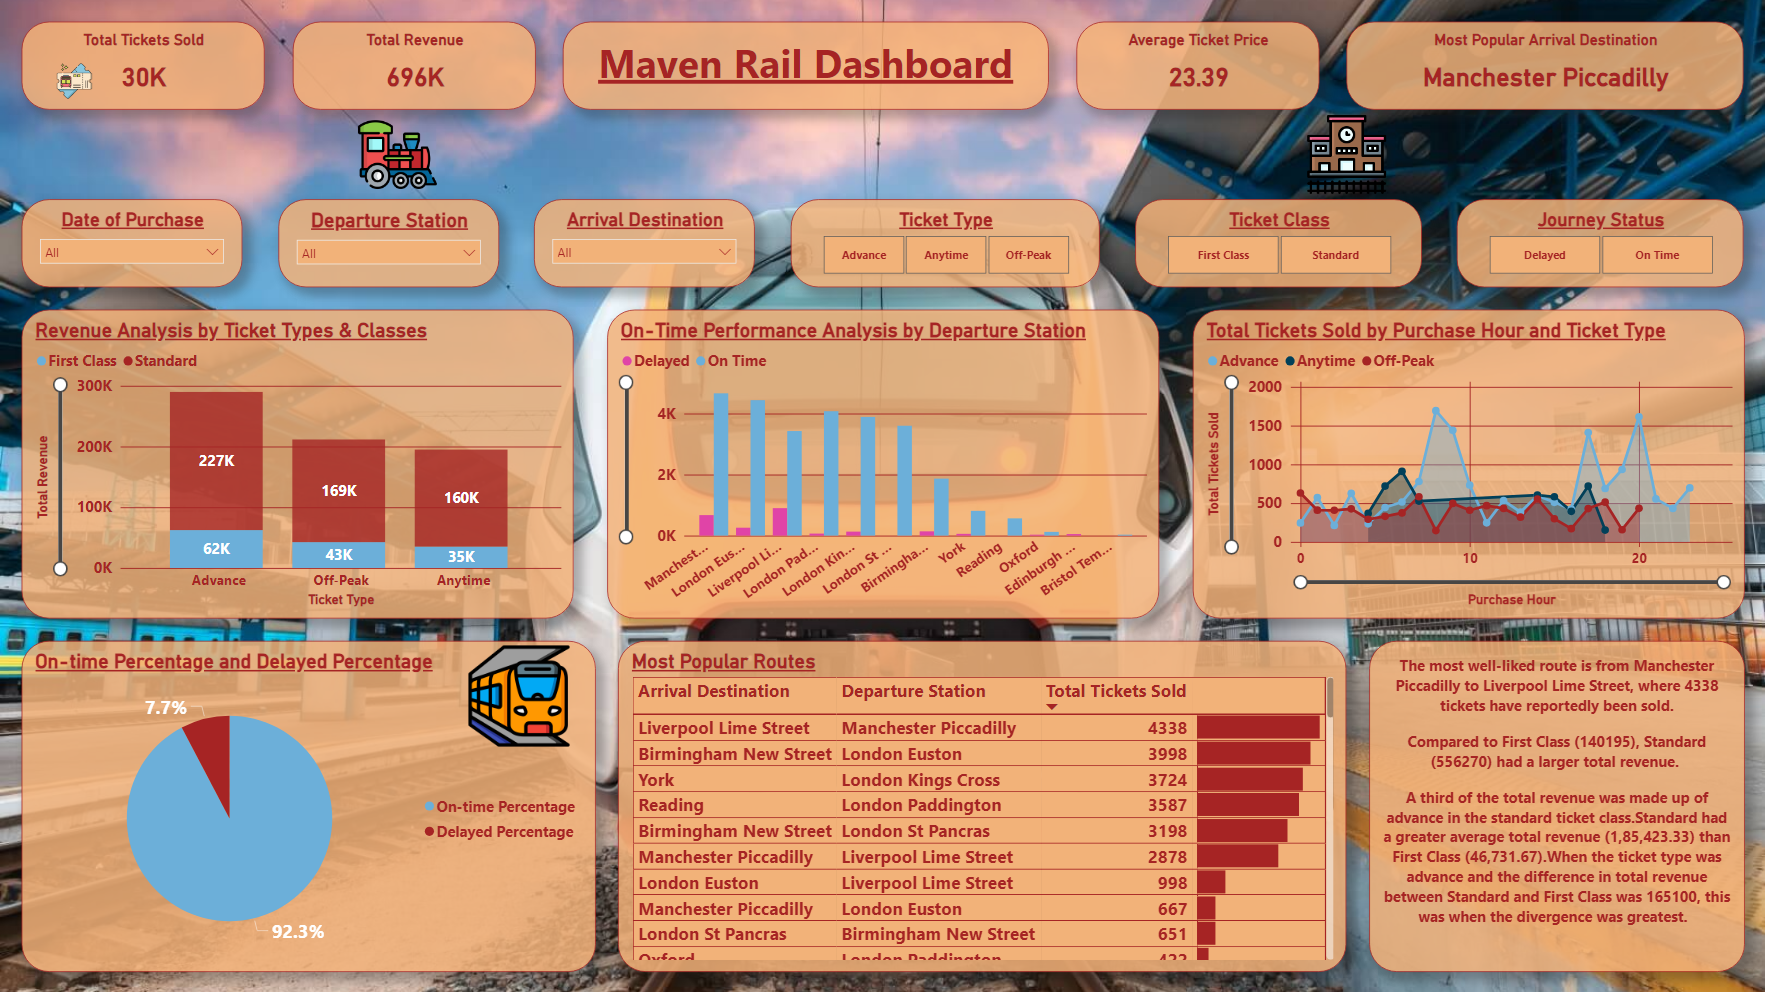 Total Tickets Sold
30K
Total Revenue
696K
Maven Rail Dashboard
Average Ticket Price
23.39
Most Popular Arrival Destination
Manchester Piccadilly
Date of Purchase
All
Departure Station
All
Arrival Destination
All
Ticket Type
Advance
Anytime
Off-Peak
Ticket Class
First Class
Standard
Journey Status
Delayed
On Time
Revenue Analysis by Ticket Types & Classes
First Class Standard
Total Revenue
300K
200K
100K
0K
227K
169K
160K
62K
43K
35K
Advance
Off-Peak
Anytime
Ticket Type
On-Time Performance Analysis by Departure Station
Delayed On Time
4K
2K
0K
Manchest...
London Eus...
Liverpool Li...
London Pad...
London Kin...
London St ...
Birmingha...
York
Reading
Oxford
Edinburgh ...
Bristol Tem...
Total Tickets Sold by Purchase Hour and Ticket Type
Advance Anytime Off-Peak
Total Tickets Sold
2000
1500
1000
500
0
0
10
20
Purchase Hour
On-time Percentage and Delayed Percentage
7.7%
92.3%
On-time Percentage
Delayed Percentage
Most Popular Routes
Arrival Destination Departure Station Total Tickets Sold
Liverpool Lime Street Manchester Piccadilly 4338
Birmingham New Street London Euston 3998
York London Kings Cross 3724
Reading London Paddington 3587
Birmingham New Street London St Pancras 3198
Manchester Piccadilly Liverpool Lime Street 2878
London Euston Liverpool Lime Street 998
Manchester Piccadilly London Euston 667
London St Pancras Birmingham New Street 651
Oxford London Paddington 422
The most well-liked route is from Manchester
Piccadilly to Liverpool Lime Street, where 4338
tickets have reportedly been sold.
Compared to First Class (140195), Standard
(556270) had a larger total revenue.
A third of the total revenue was made up of
advance in the standard ticket class.Standard had
a greater average total revenue (1,85,423.33) than
First Class (46,731.67).When the ticket type was
advance and the difference in total revenue
between Standard and First Class was 165100, this
was when the divergence was greatest.